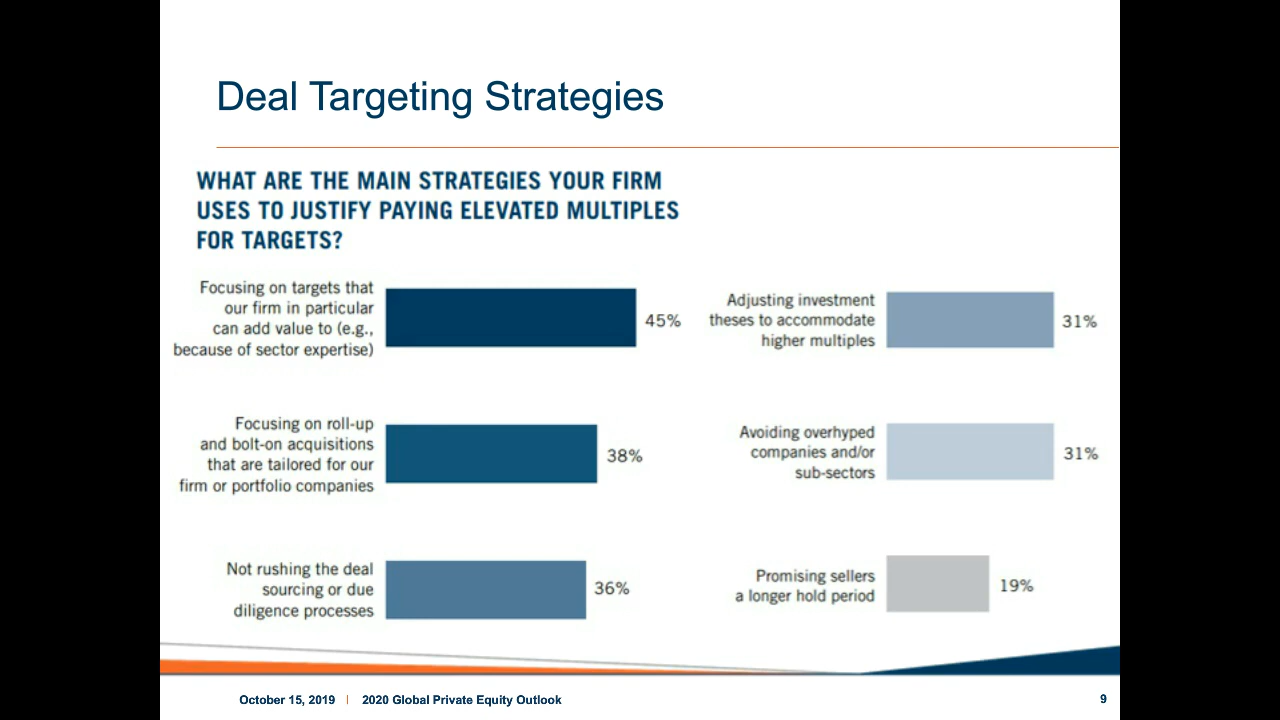 Deal Targeting Strategies
WHAT ARE THE MAIN STRATEGIES YOUR FIRM
USES TO JUSTIFY PAYING ELEVATED MULTIPLES
FOR TARGETS?
Focusing on targets that
our firm in particular
can add value to (e.g.,
because of sector expertise)
45%
Focusing on roll-up
and bolt-on acquisitions
that are tailored for our
firm or portfolio companies
38%
Not rushing the deal
sourcing or due
diligence processes
36%
Adjusting investment
theses to accommodate
higher multiples
31%
Avoiding overhyped
companies and/or
sub-sectors
31%
Promising sellers
a longer hold period
19%
October 15, 2019 | 2020 Global Private Equity Outlook
9